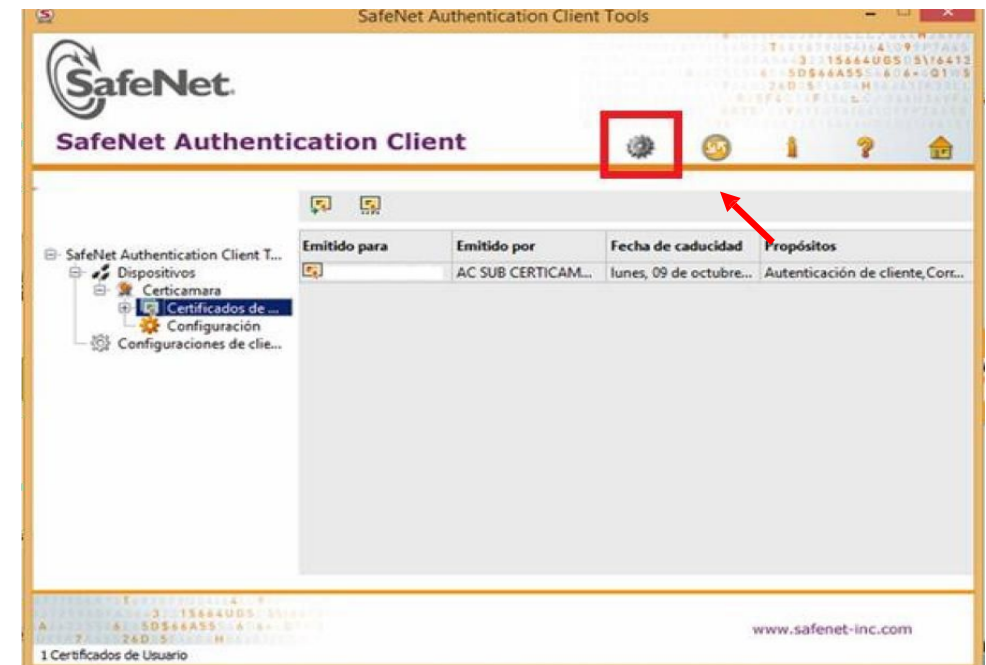 SafeNet Authentication Client Tools
SafeNet.
SafeNet Authentication Client
Emitido para Emitido por Fecha de caducidad Propósitos
AC SUB CERTICAM... lunes, 09 de octubre... Autenticación de cliente,Corr...
SafeNet Authentication Client T...
Dispositivos
Certicamara
Certificados de ...
Configuración
Configuraciones de clie...
www.safenet-inc.com
1 Certificados de Usuario